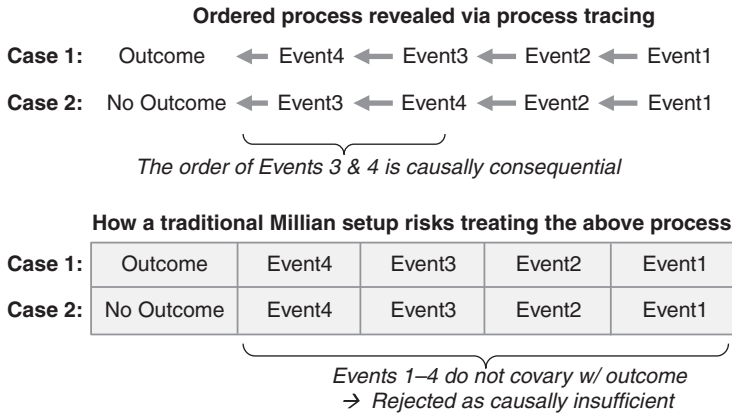 Ordered process revealed via process tracing
Case 1: Outcome Event4 Event3 Event2 Event1
Case 2: No Outcome Event3 Event4 Event2 Event1
The order of Events 3 & 4 is causally consequential
How a traditional Millian setup risks treating the above process
Case 1: Outcome Event4 Event3 Event2 Event1
Case 2: No Outcome Event4 Event3 Event2 Event1
Events 1–4 do not covary w/ outcome
→ Rejected as causally insufficient